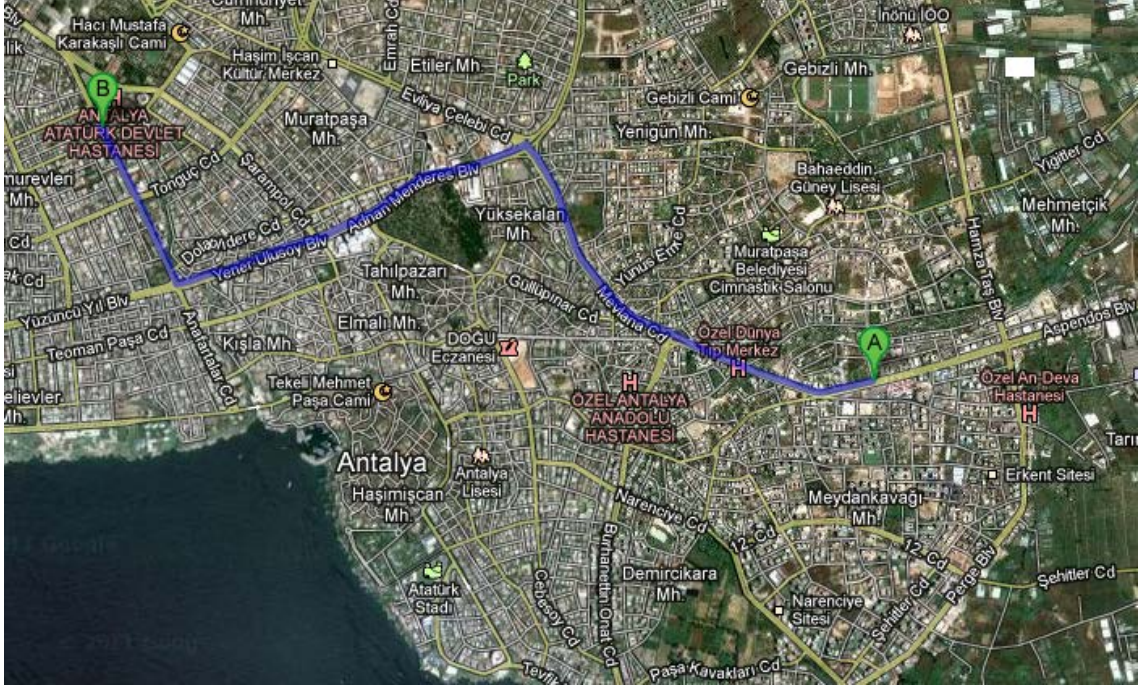 Cumhuriyet
Mh.
Hacı Mustafa
Karakaşlı Cami
Haşim İşcan
Kültür Merkez
Emrah Cd
Etiler Mh.
Park
İnönü İÖO
Gebizli Mh.
Gebizli Cami
Evliya Çelebi Cd
Muratpaşa
Mh.
Yenigün Mh.
B
ANTALYA
ATATÜRK DEVLET
HASTANESİ
Tonguç Cd
Şarampol Cd
Yiğitler Cd
Bahaeddin
Güney Lisesi
Mehmetçik
Mh.
Adnan Menderes Blv
Yüksekalan
Mh.
Yunus Emre Cd
Hamza Taş Blv
Muratpaşa
Belediyesi
Cimnastik Salonu
Yener Ulusoy Blv
Tahılpazarı
Mh.
Güllüpınar Cd
Mevlana Cd
Yüzüncü Yıl Blv
Teoman Paşa Cd
Anafartalar Cd
Elmalı Mh.
Kışla Mh.
DOĞU
Eczanesi
Özel Dünya
Tıp Merkez
A
Aspendos Blv
Özel An-Deva
Hastanesi
Tekeli Mehmet
Paşa Cami
ÖZEL ANTALYA
ANADOLU
HASTANESİ
Antalya
Antalya
Lisesi
Haşimişcan
Mh.
Erkent Sitesi
Meydankavağı
Mh.
Narenciye Cd
12. Cd
12. Cd
Burhanettin Onat Cd
Cebesoy Cd
Demircikara
Mh.
Perge Blv
Şehitler Cd
Şehitler Cd
Atatürk
Stadı
Narenciye
Sitesi
Paşa Kavakları Cd